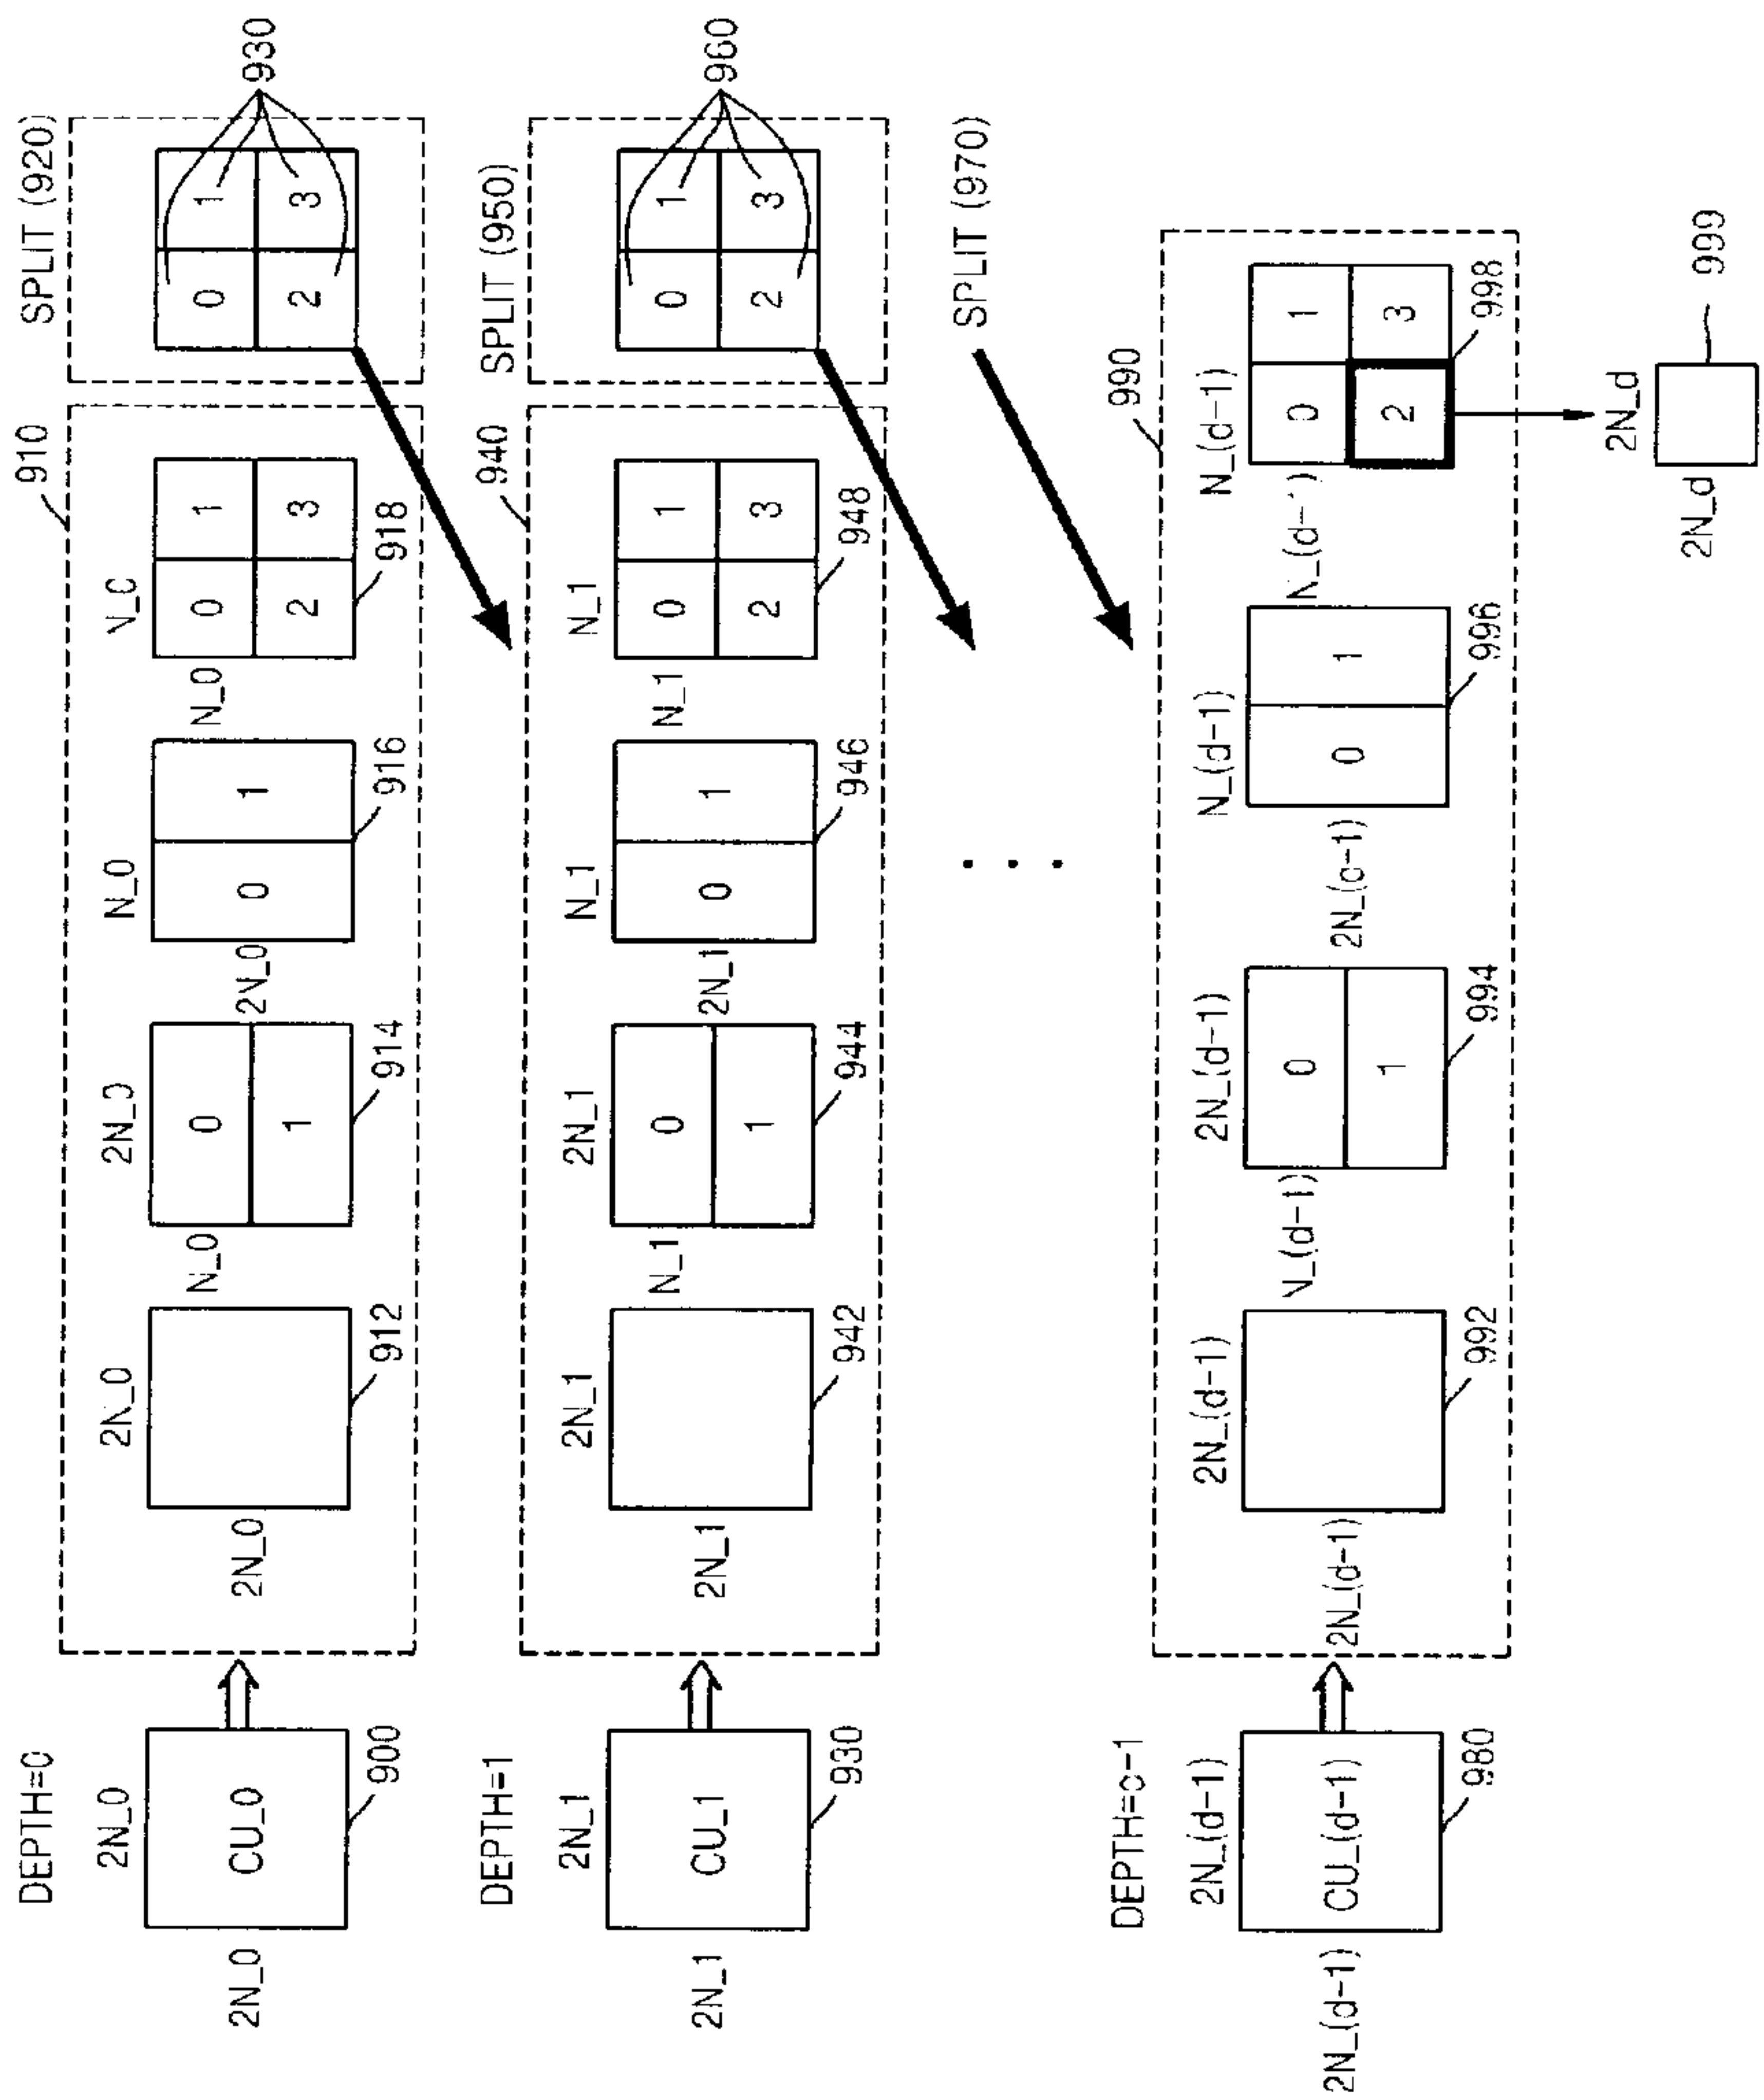 DEPTH=0
2N_0
2N_0
CU_0
900
910
2N_0
2N_0
912
2N_0
N_0
0
1
914
N_0
2N_0
0
1
916
N_0
N_0
0
1
2
3
918
SPLIT (920)
0
1
2
3
930
DEPTH=1
2N_1
2N_1
CU_1
930
940
2N_1
2N_1
942
2N_1
N_1
0
1
944
N_1
2N_1
0
1
946
N_1
N_1
0
1
2
3
948
SPLIT (950)
0
1
2
3
960
SPLIT (970)
. . .
DEPTH=d-1
2N_(d-1)
2N_(d-1)
CU_(d-1)
980
990
2N_(d-1)
2N_(d-1)
992
2N_(d-1)
N_(d-1)
0
1
994
N_(d-1)
2N_(d-1)
0
1
996
N_(d-1)
N_(d-1)
0
1
2
3
998
2N_d
2N_d
999